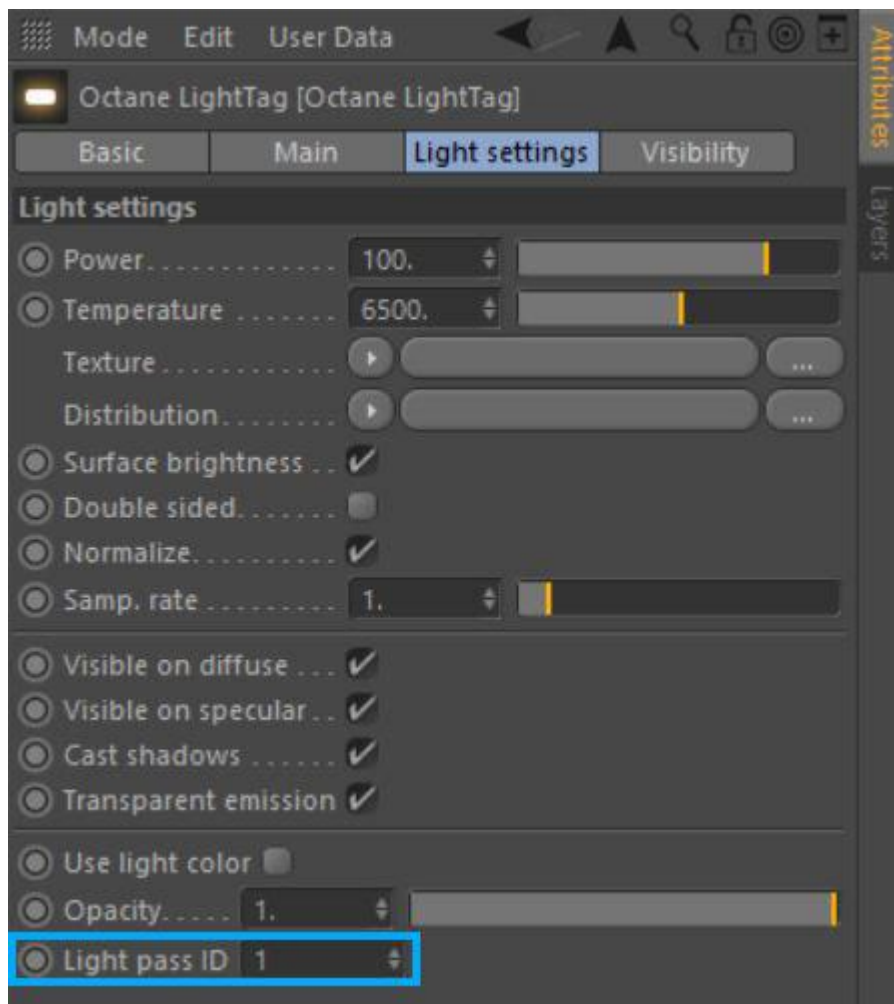 Mode Edit User Data
Octane LightTag [Octane LightTag]
Basic Main Light settings Visibility
Light settings
Power............. 100.
Temperature ....... 6500.
Texture............. ...
Distribution........ ...
Surface brightness ..
Double sided.......
Normalize..........
Samp. rate ......... 1.
Visible on diffuse ...
Visible on specular ..
Cast shadows ......
Transparent emission
Use light color
Opacity..... 1.
Light pass ID 1
Attributes
Layers